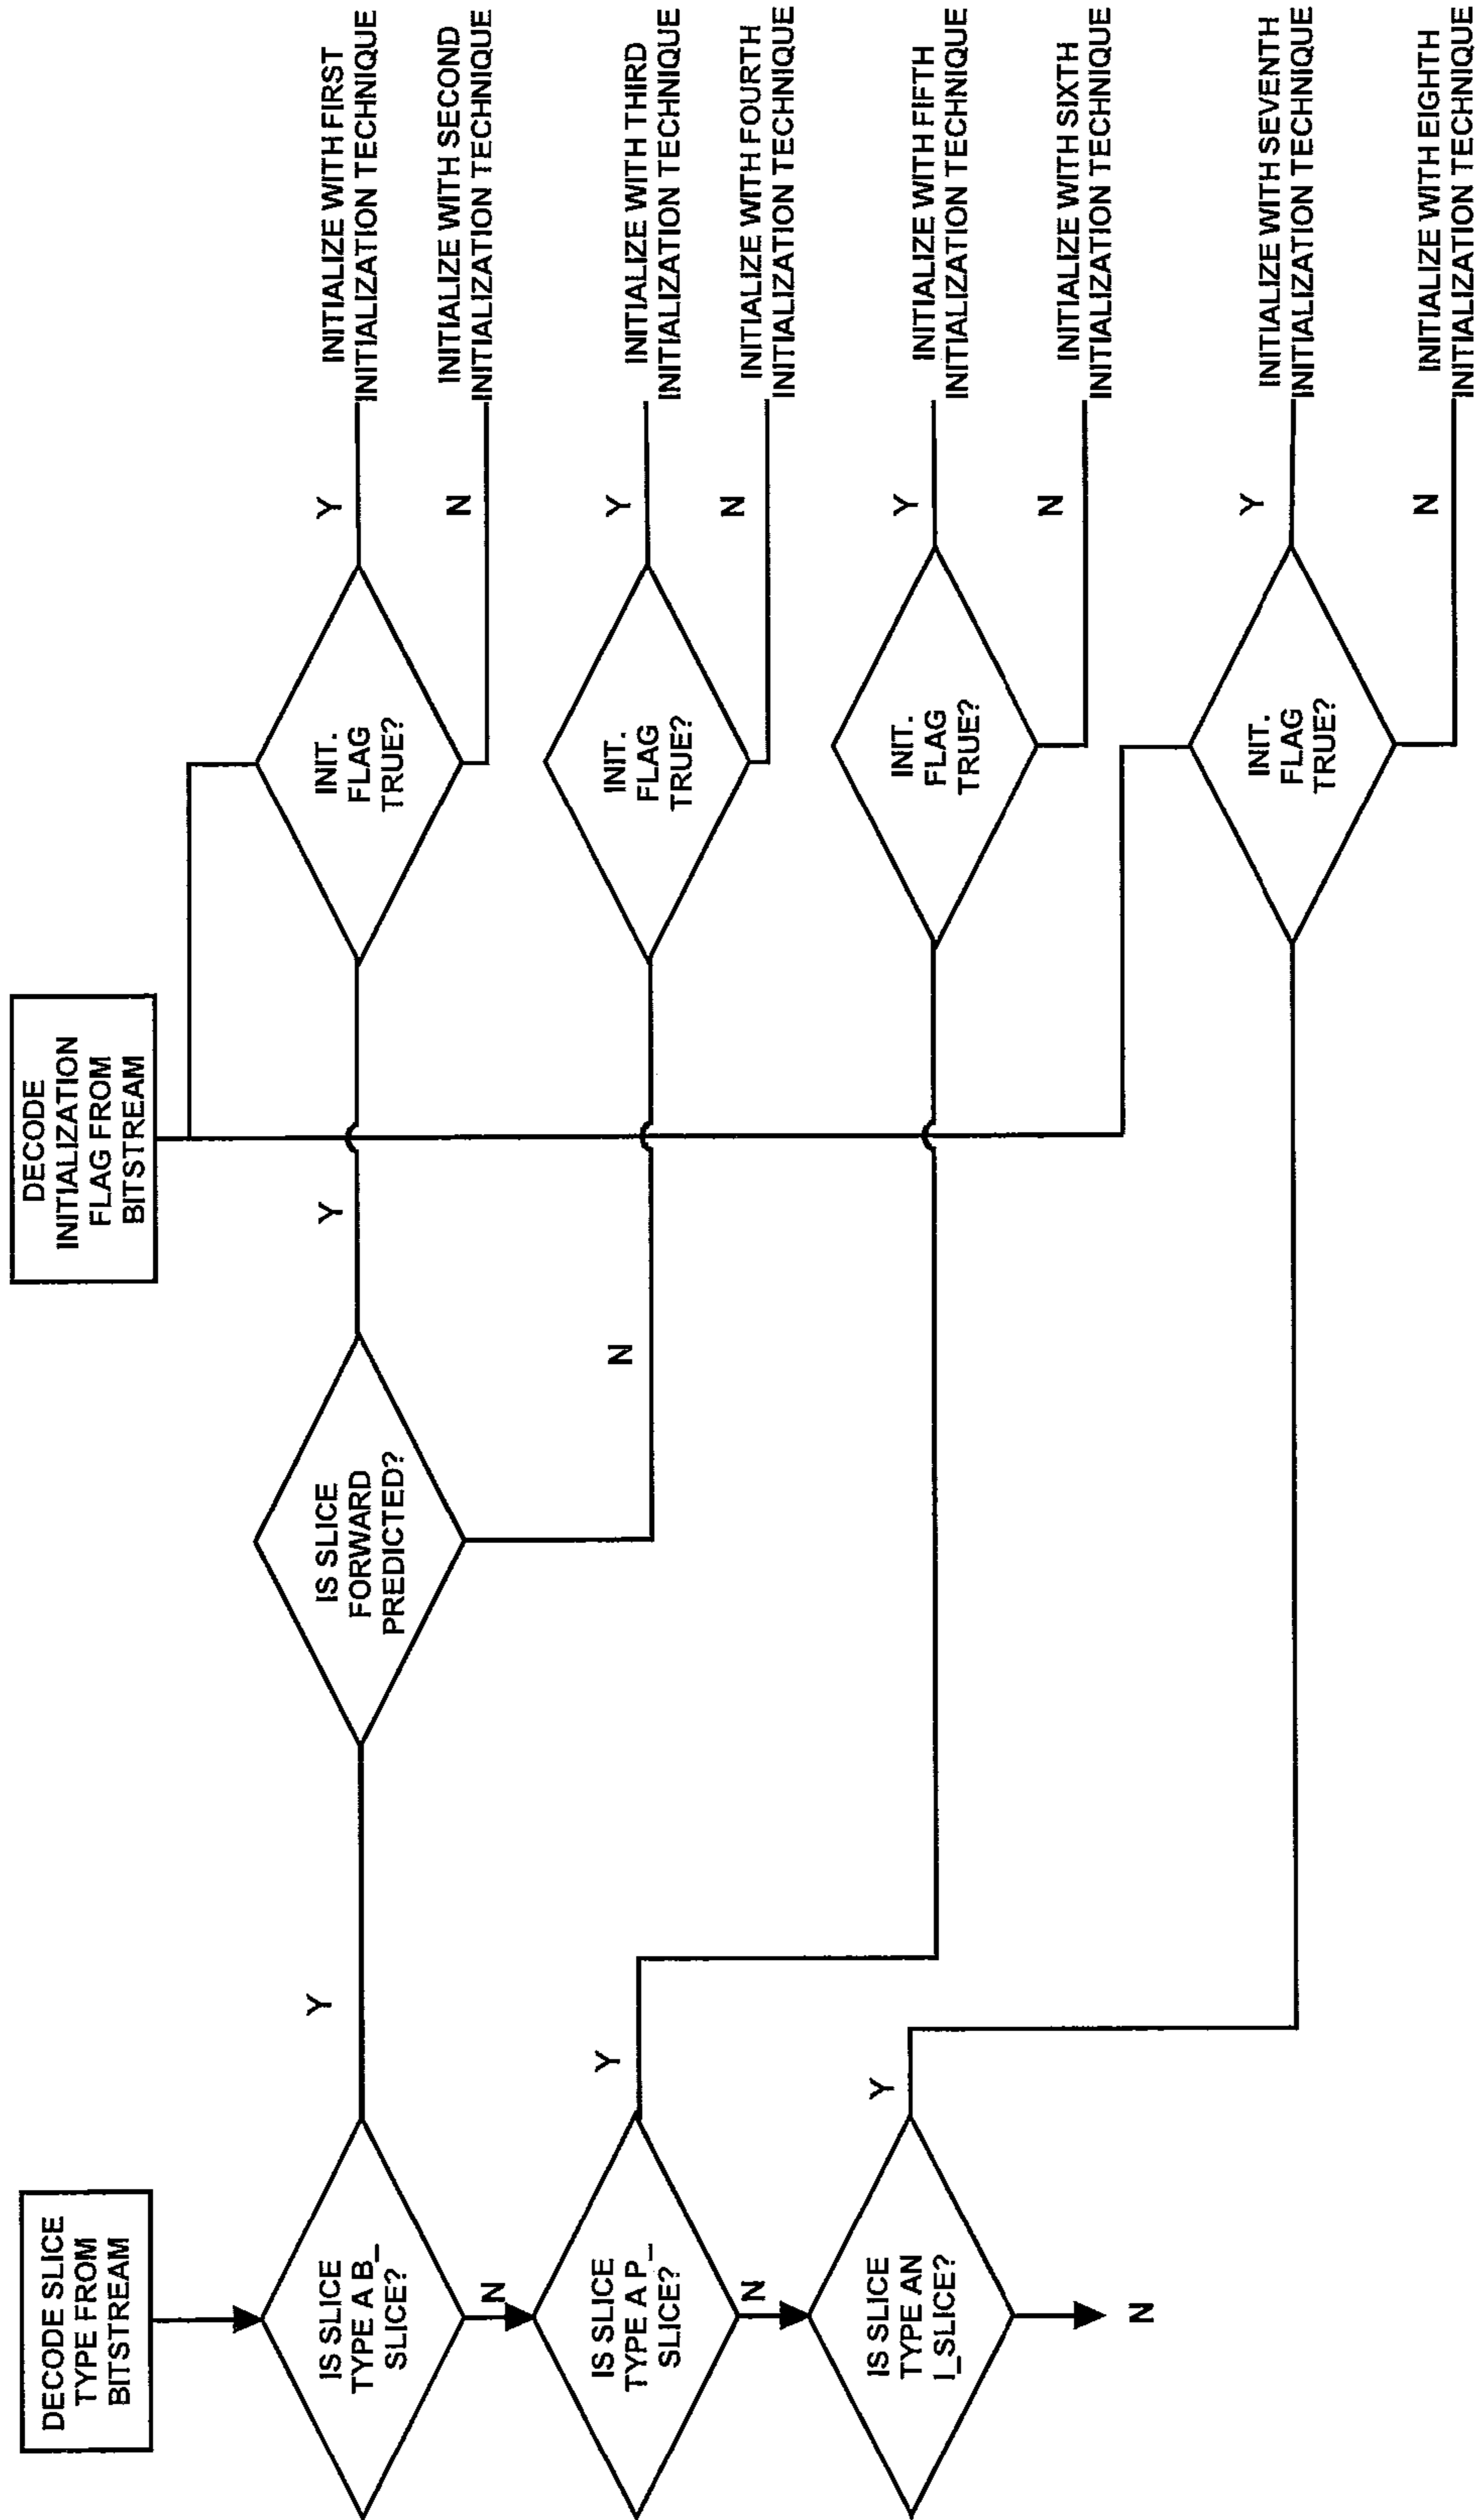 DECODE SLICE
TYPE FROM
BITSTREAM
DECODE
INITIALIZATION
FLAG FROM
BITSTREAM
IS SLICE
TYPE A B_
SLICE?
Y
N
IS SLICE
FORWARD
PREDICTED?
Y
N
INIT.
FLAG
TRUE?
Y
INITIALIZE WITH FIRST
INITIALIZATION TECHNIQUE
N
INITIALIZE WITH SECOND
INITIALIZATION TECHNIQUE
IS SLICE
TYPE A P_
SLICE?
Y
N
INIT.
FLAG
TRUE?
Y
INITIALIZE WITH THIRD
INITIALIZATION TECHNIQUE
N
INITIALIZE WITH FOURTH
INITIALIZATION TECHNIQUE
IS SLICE
TYPE AN
I_SLICE?
Y
N
INIT.
FLAG
TRUE?
Y
INITIALIZE WITH FIFTH
INITIALIZATION TECHNIQUE
N
INITIALIZE WITH SIXTH
INITIALIZATION TECHNIQUE
INIT.
FLAG
TRUE?
Y
INITIALIZE WITH SEVENTH
INITIALIZATION TECHNIQUE
N
INITIALIZE WITH EIGHTH
INITIALIZATION TECHNIQUE